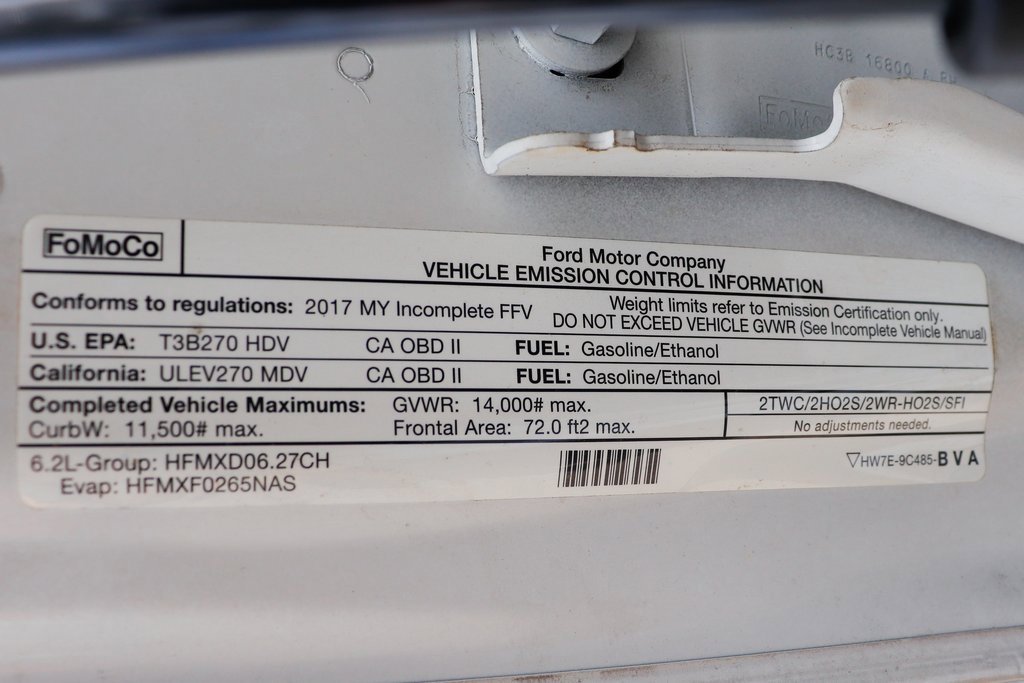 HC3B 16800 A BH
FoMo
FoMoCo
Ford Motor Company
VEHICLE EMISSION CONTROL INFORMATION
Conforms to regulations: 2017 MY Incomplete FFV
Weight limits refer to Emission Certification only.
DO NOT EXCEED VEHICLE GVWR (See Incomplete Vehicle Manual)
U.S. EPA: T3B270 HDV CA OBD II FUEL: Gasoline/Ethanol
California: ULEV270 MDV CA OBD II FUEL: Gasoline/Ethanol
Completed Vehicle Maximums: GVWR: 14,000# max.
CurbW: 11,500# max. Frontal Area: 72.0 ft2 max.
2TWC/2HO2S/2WR-HO2S/SFI
No adjustments needed.
6.2L-Group: HFMXD06.27CH
Evap: HFMXF0265NAS
HW7E-9C485-BVA